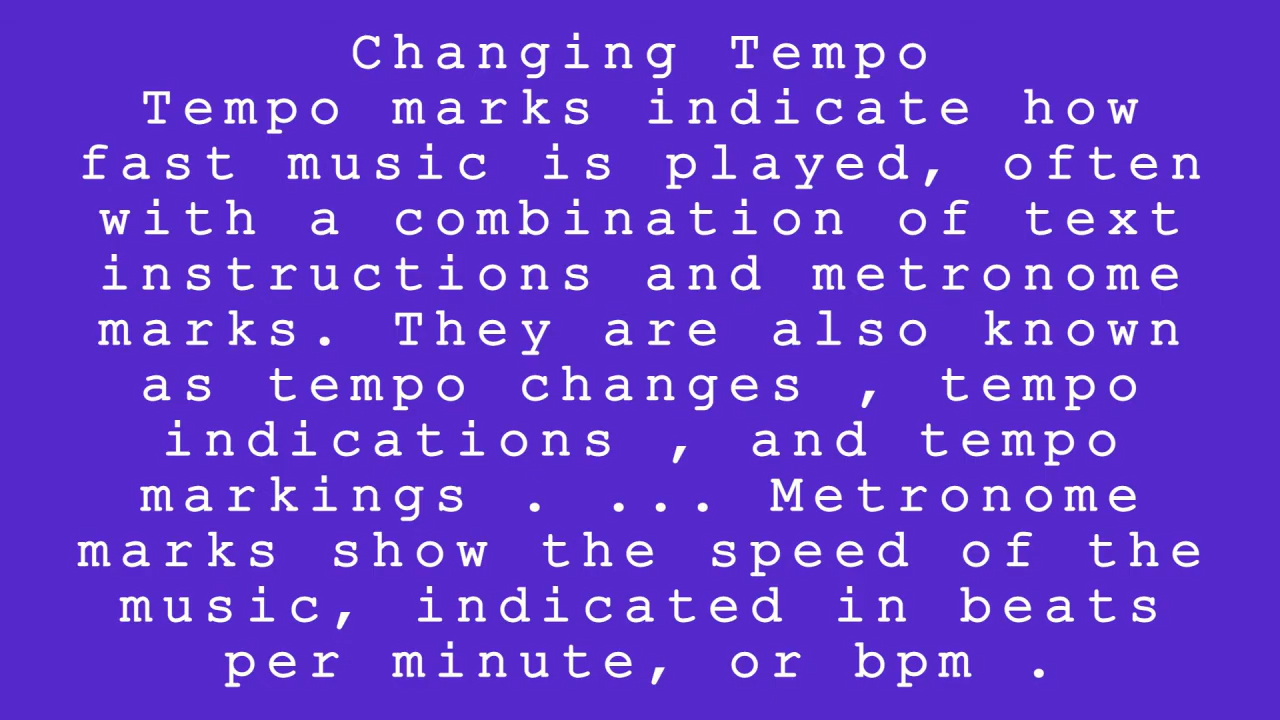 Changing Tempo
Tempo marks indicate how
fast music is played, often
with a combination of text
instructions and metronome
marks. They are also known
as tempo changes , tempo
indications , and tempo
markings . ... Metronome
marks show the speed of the
music, indicated in beats
per minute, or bpm .